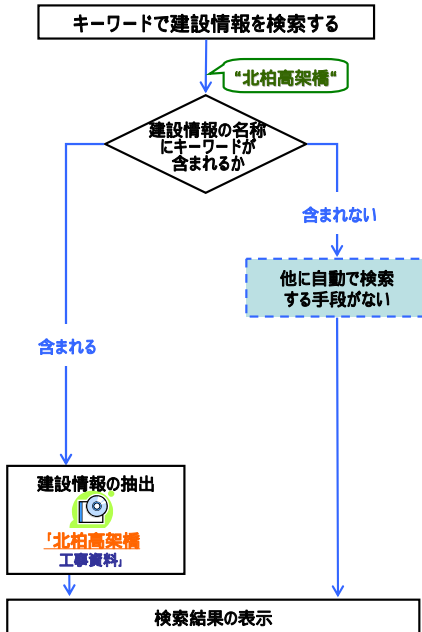 キーワードで建設情報を検索する
“北柏高架橋“
建設情報の名称
にキーワードが
含まれるか
含まれない
他に自動で検索
する手段がない
含まれる
建設情報の抽出
「北柏高架橋
工事資料」
検索結果の表示